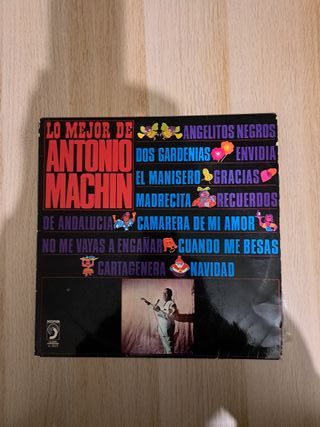 LO MEJOR DE
ANTONIO
MACHIN
ANGELITOS NEGROS
DOS GARDENIAS ENVIDIA
EL MANISERO GRACIAS
MADRECITA RECUERDOS
DE ANDALUCIA CAMARERA DE MI AMOR
NO ME VAYAS A ENGAÑAR CUANDO ME BESAS
CARTAGENERA NAVIDAD
DISCOPHON